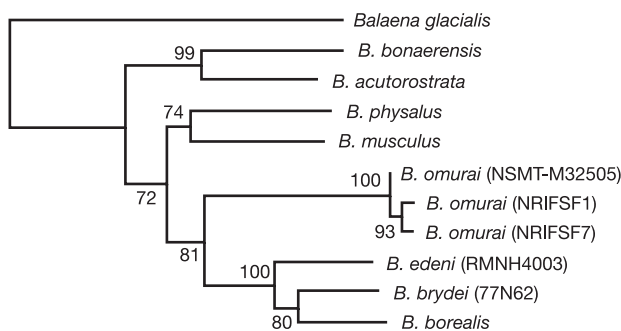 Balaena glacialis
99
B. bonaerensis
B. acutorostrata
74
B. physalus
B. musculus
72
100
B. omurai (NSMT-M32505)
B. omurai (NRIFSF1)
93
B. omurai (NRIFSF7)
81
100
B. edeni (RMNH4003)
B. brydei (77N62)
80
B. borealis